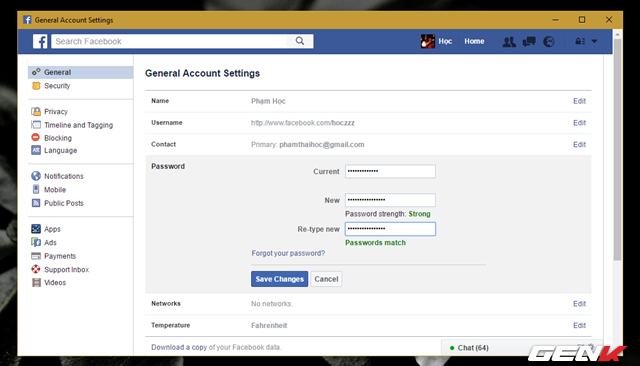 General Account Settings
Search Facebook
Học Home
General
Security
Privacy
Timeline and Tagging
Blocking
Language
Notifications
Mobile
Public Posts
Apps
Ads
Payments
Support Inbox
Videos
General Account Settings
Name Phạm Học Edit
Username http://www.facebook.com/hoczzz Edit
Contact Primary: phamthaihoc@gmail.com Edit
Password
Current •••••••••••••
New ••••••••••••••••
Password strength: Strong
Re-type new ••••••••••••••••
Passwords match
Forgot your password?
Save Changes Cancel
Networks No networks. Edit
Temperature Fahrenheit Edit
Download a copy of your Facebook data.
Chat (64)
GENK